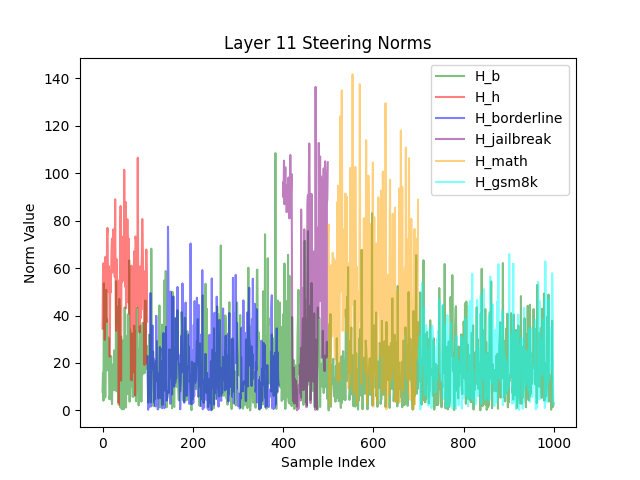 Layer 11 Steering Norms
Norm Value
140
120
100
80
60
40
20
0
0
200
400
600
800
1000
Sample Index
H_b
H_h
H_borderline
H_jailbreak
H_math
H_gsm8k